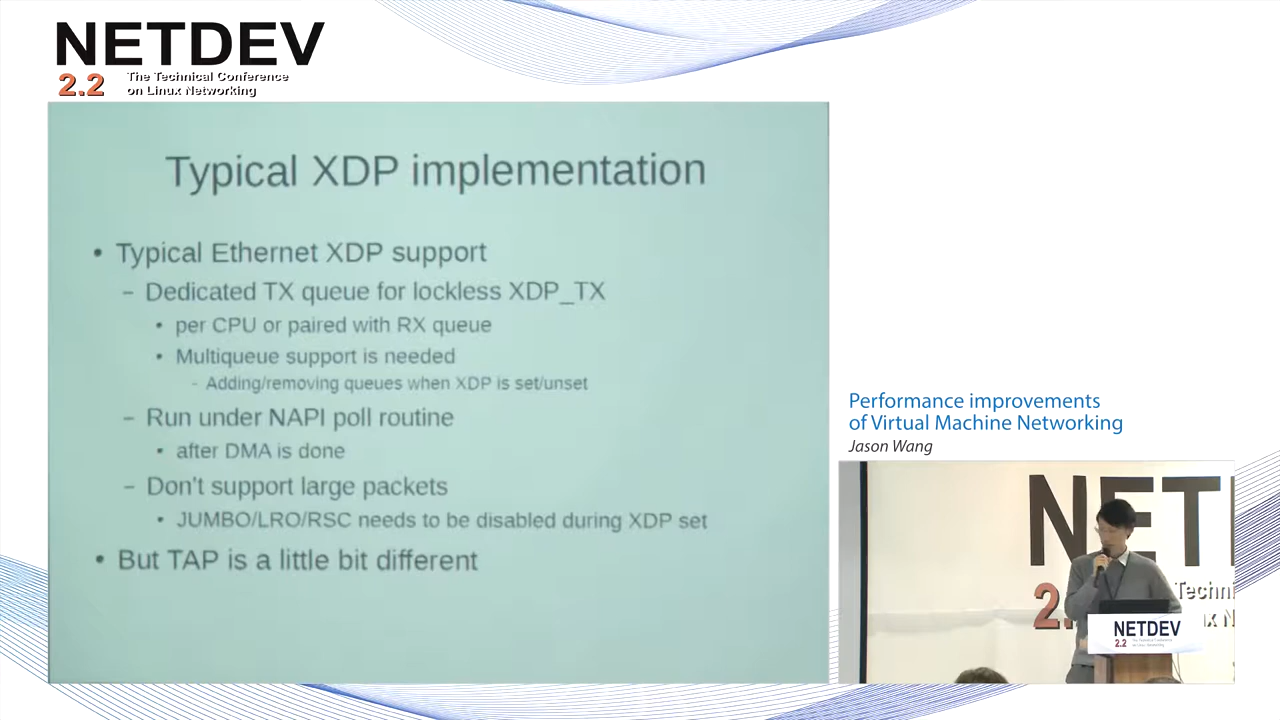 NETDEV
2.2 The Technical Conference
on Linux Networking
Typical XDP implementation
• Typical Ethernet XDP support
– Dedicated TX queue for lockless XDP_TX
• per CPU or paired with RX queue
• Multiqueue support is needed
- Adding/removing queues when XDP is set/unset
– Run under NAPI poll routine
• after DMA is done
– Don't support large packets
• JUMBO/LRO/RSC needs to be disabled during XDP set
• But TAP is a little bit different
Performance improvements
of Virtual Machine Networking
Jason Wang
NETD
2. Techn
ux N
NETDEV
2.2